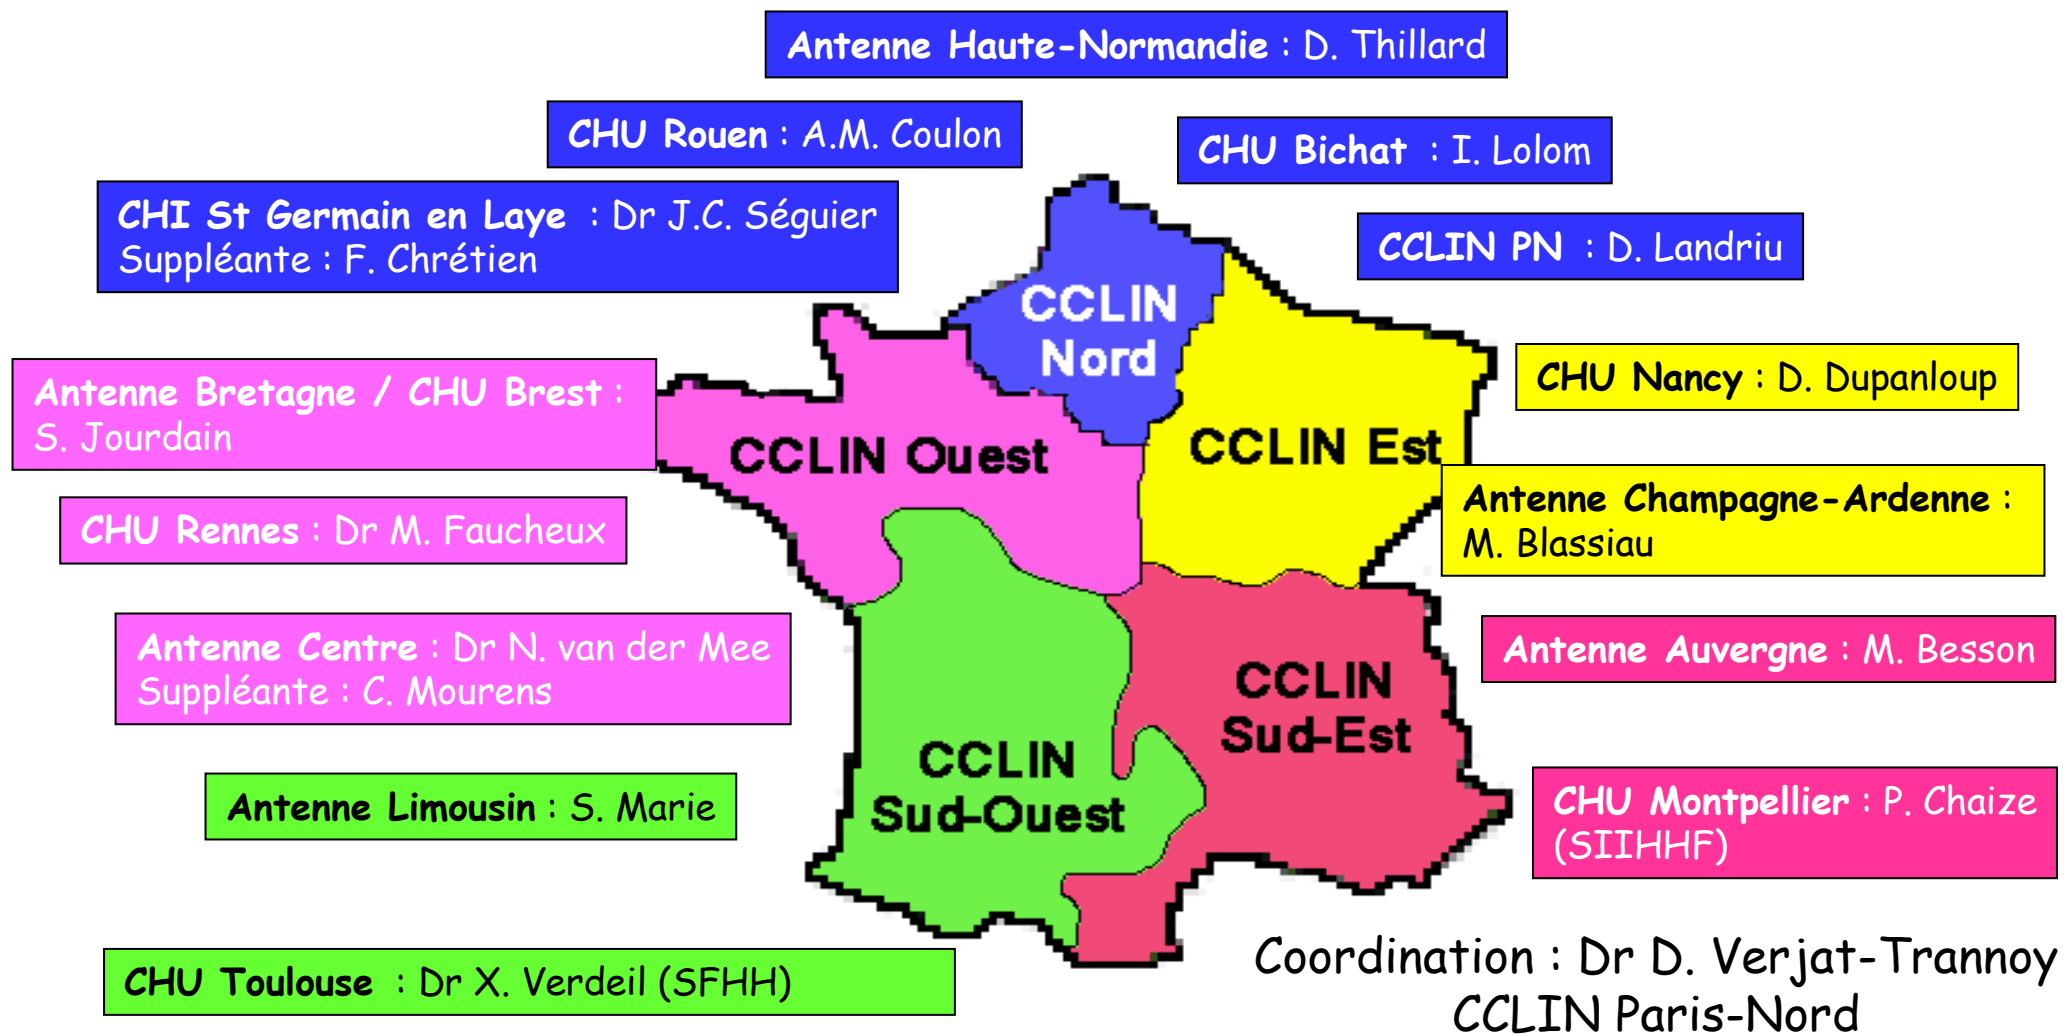 Antenne Haute-Normandie : D. Thillard
CHU Rouen : A.M. Coulon
CHU Bichat : I. Lolom
CHI St Germain en Laye : Dr J.C. Séguier
Suppléante : F. Chrétien
CCLIN PN : D. Landriu
CCLIN
Nord
Antenne Bretagne / CHU Brest :
S. Jourdain
CHU Nancy : D. Dupanloup
CCLIN Ouest
CCLIN Est
Antenne Champagne-Ardenne :
M. Blassiau
CHU Rennes : Dr M. Faucheux
Antenne Centre : Dr N. van der Mee
Suppléante : C. Mourens
Antenne Auvergne : M. Besson
CCLIN
Sud-Est
CCLIN
Sud-Ouest
Antenne Limousin : S. Marie
CHU Montpellier : P. Chaize
(SIIHHF)
CHU Toulouse : Dr X. Verdeil (SFHH)
Coordination : Dr D. Verjat-Trannoy
CCLIN Paris-Nord